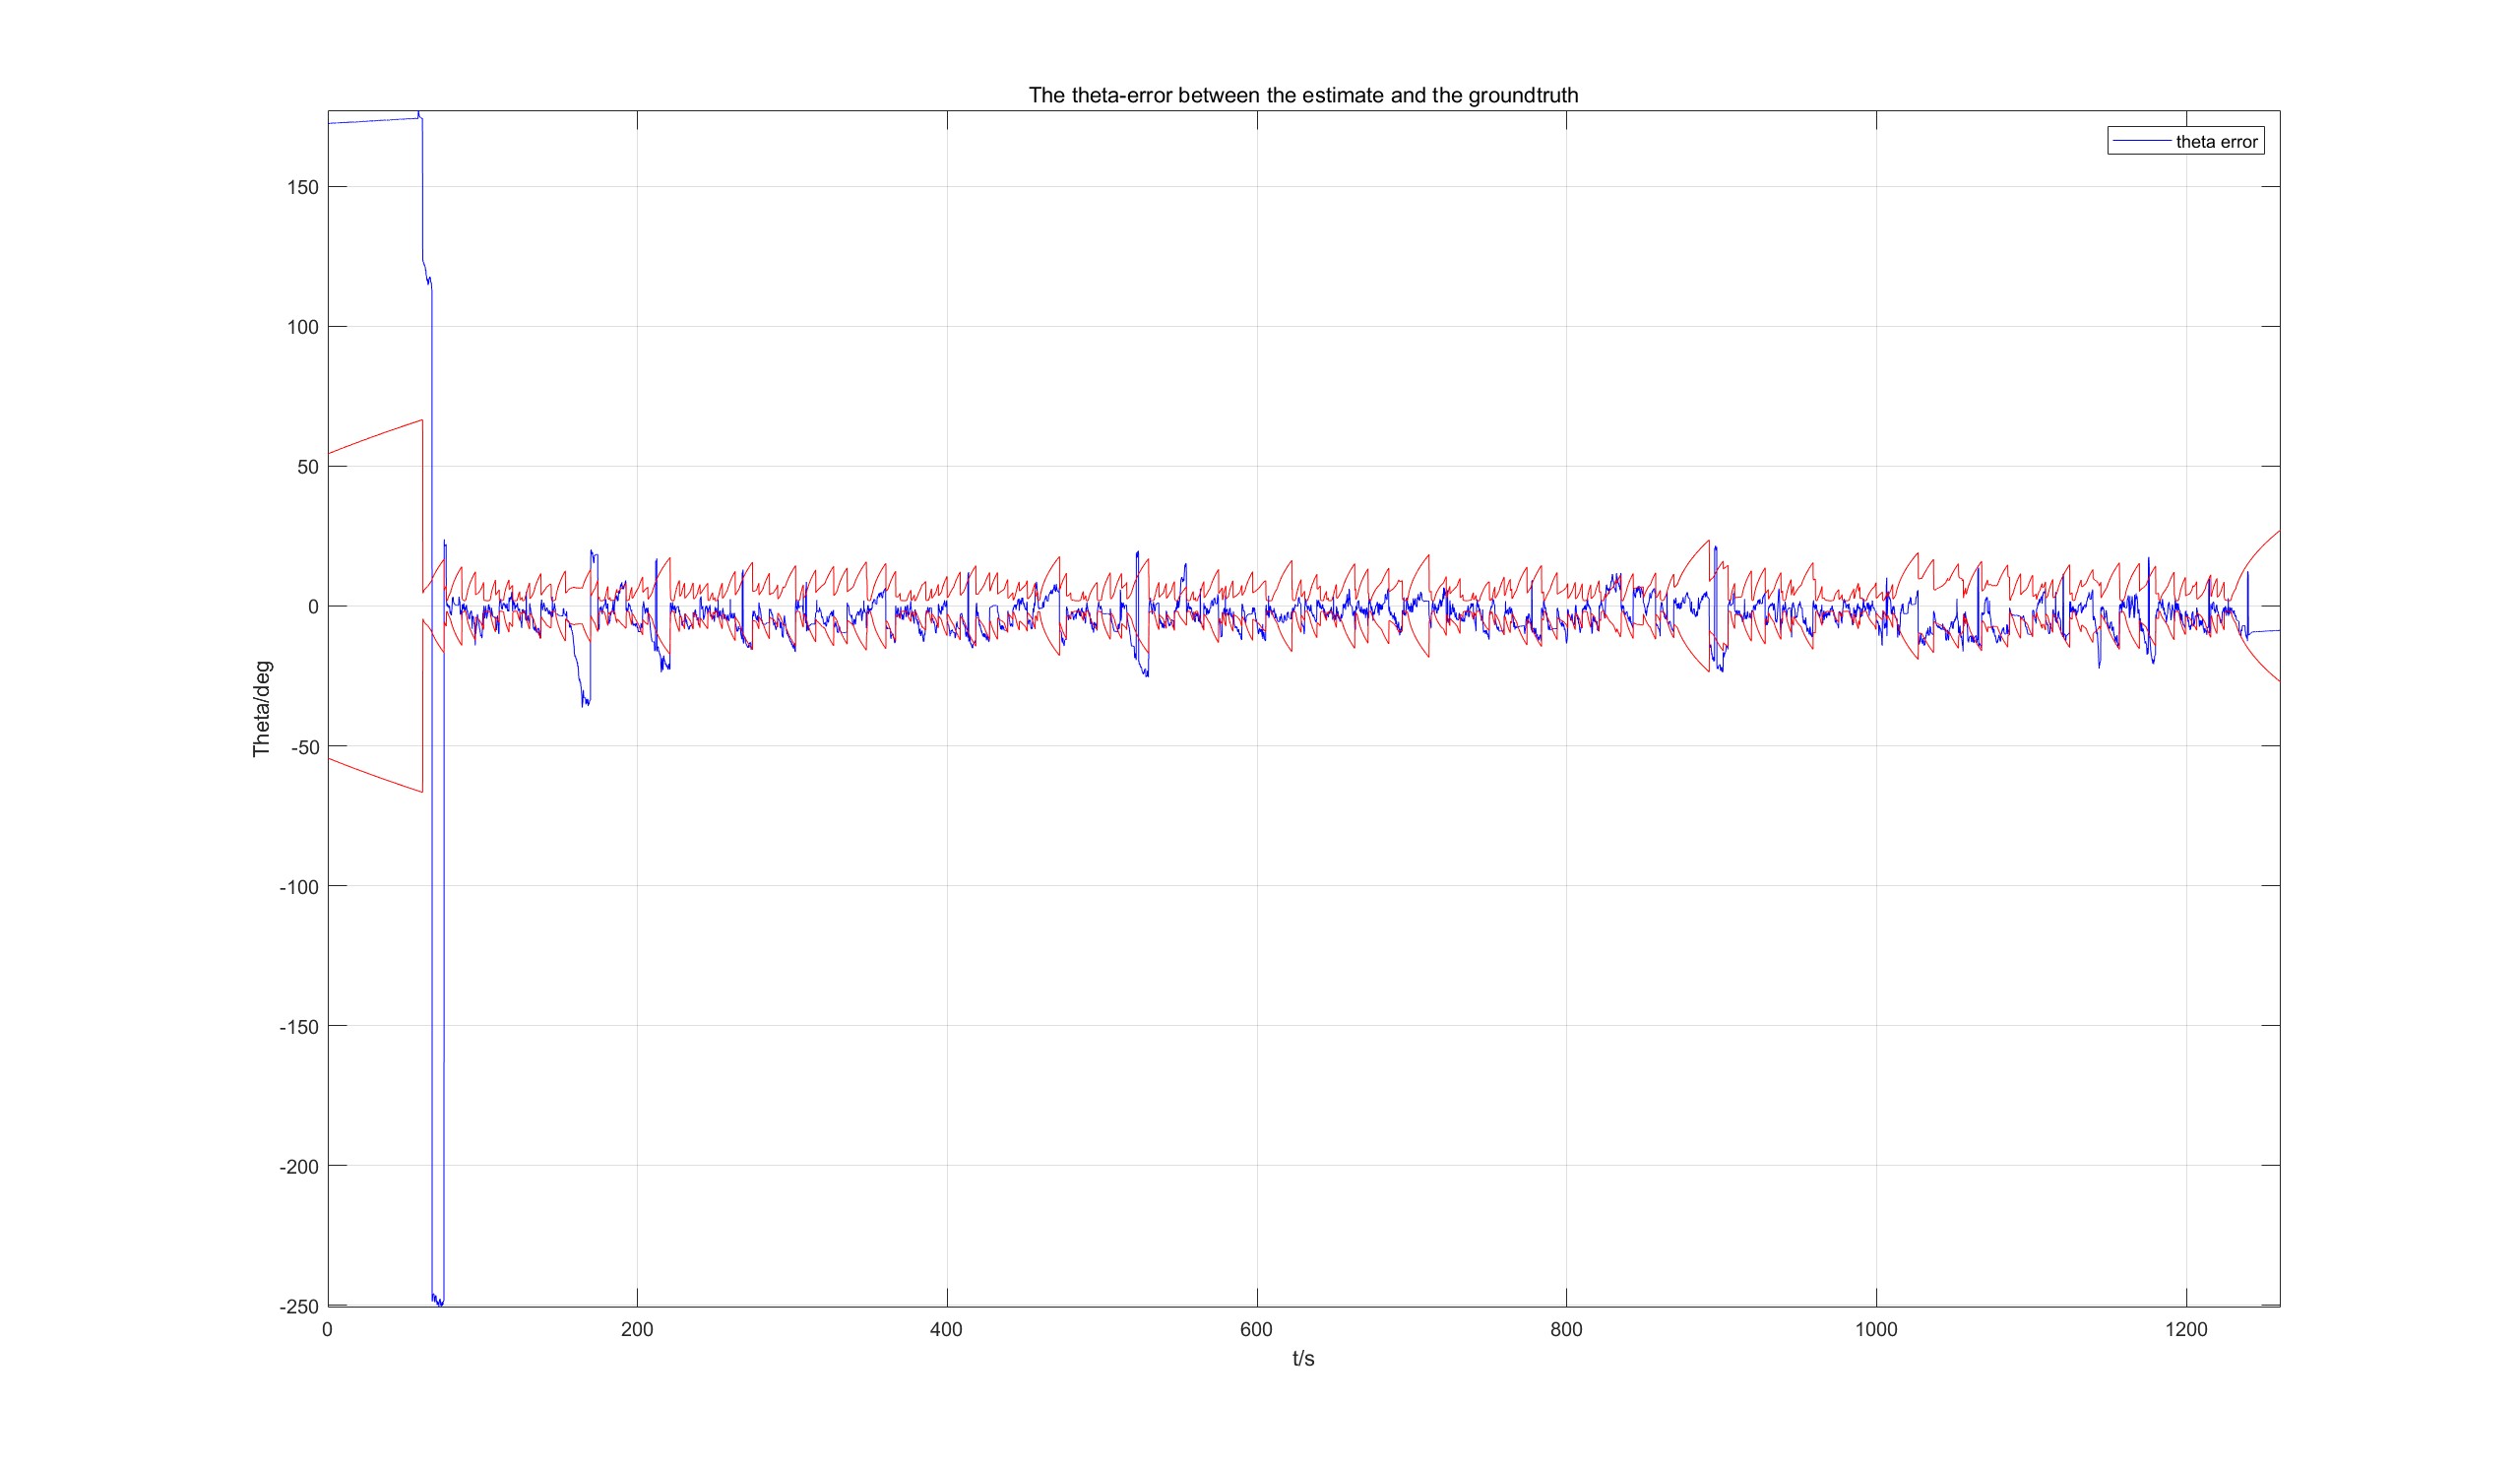 The theta-error between the estimate and the groundtruth
theta error
150
100
50
0
-50
-100
-150
-200
-250
Theta/deg
0 200 400 600 800 1000 1200
t/s